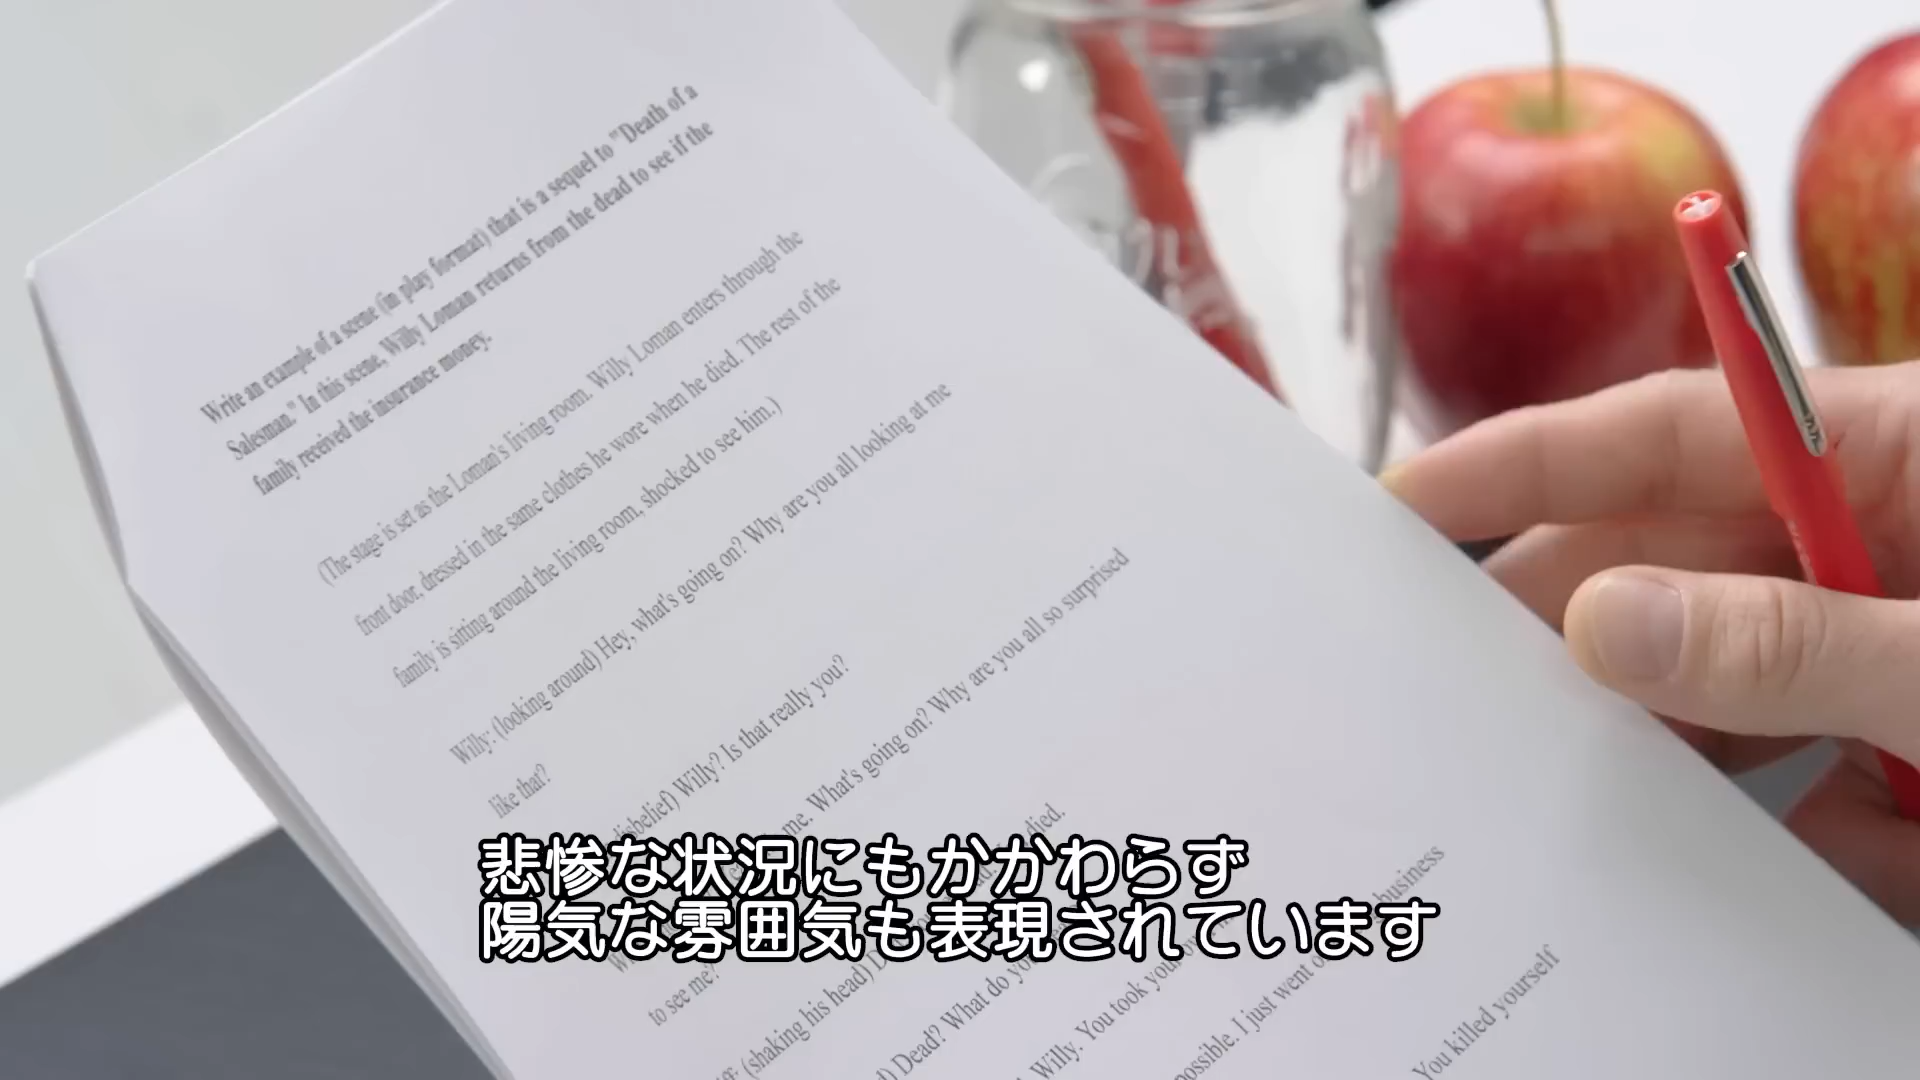 Write an example of a scene (in play format) that is a sequel to "Death of a
Salesman." In this scene, Willy Loman returns from the dead to see if the
family received the insurance money.
(The stage is set as the Loman's living room. Willy Loman enters through the
front door, dressed in the same clothes he wore when he died. The rest of the
family is sitting around the living room, shocked to see him.)
Willy: (looking around) Hey, what's going on? Why are you all looking at me
like that?
disbelief) Willy? Is that really you?
me. What's going on? Why are you all so surprised
to see me?
(shaking his head)
died.
Dead? What do you
Willy. You took your
possible. I just went
business
You killed yourself
悲惨な状況にもかかわらず
陽気な雰囲気も表現されています